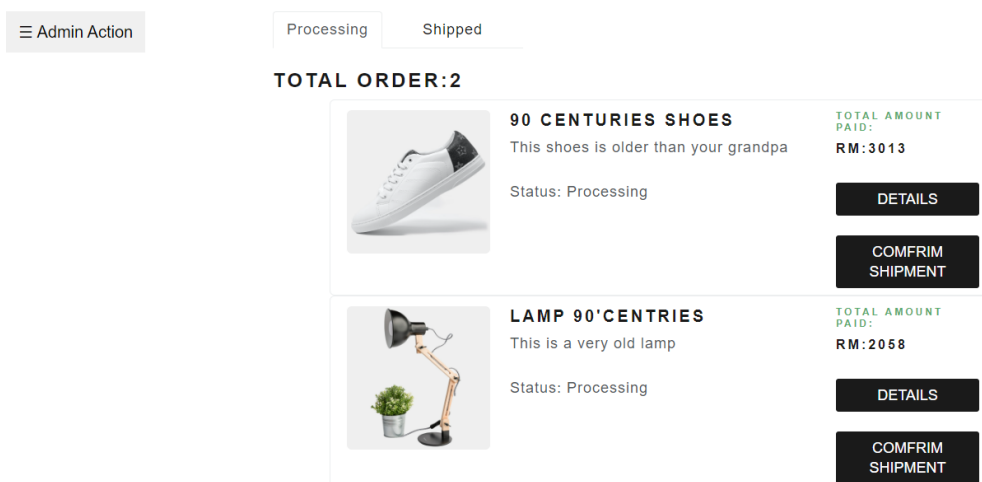 ☰ Admin Action
Processing
Shipped
TOTAL ORDER:2
90 CENTURIES SHOES
This shoes is older than your grandpa
Status: Processing
TOTAL AMOUNT
PAID:
RM:3013
DETAILS
COMFRIM
SHIPMENT
LAMP 90'CENTRIES
This is a very old lamp
Status: Processing
TOTAL AMOUNT
PAID:
RM:2058
DETAILS
COMFRIM
SHIPMENT